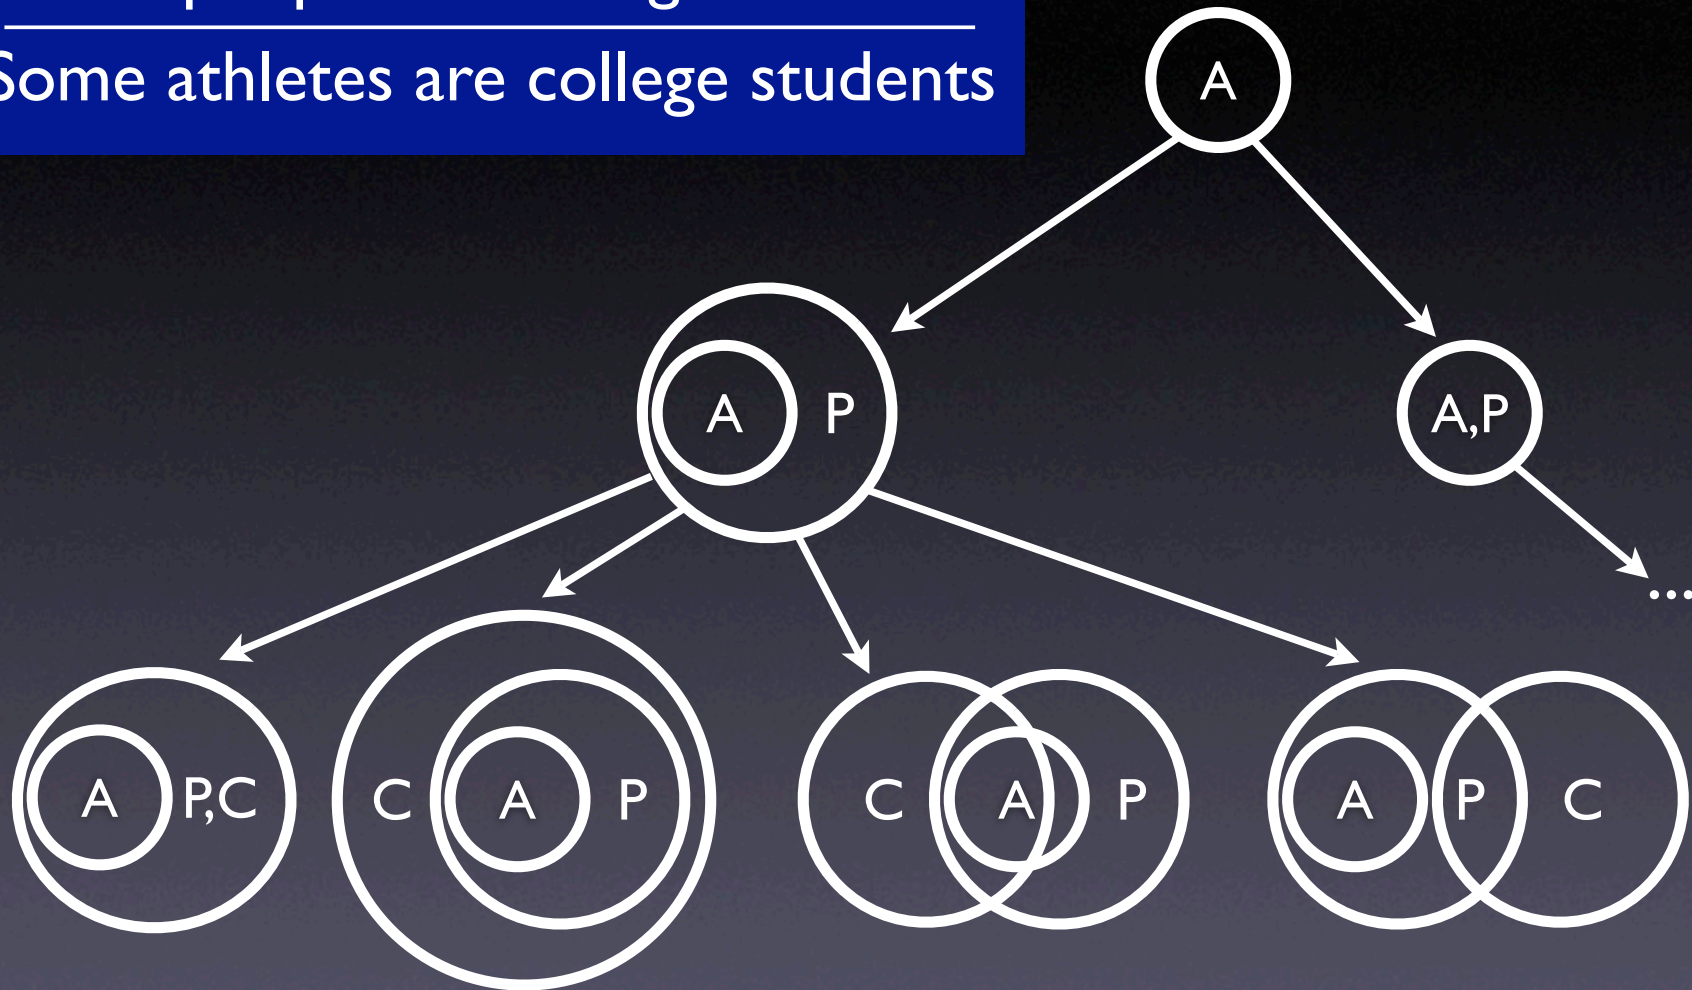 Some athletes are college students
A
A P
A,P
...
A P,C
C A P
C A P
A P C